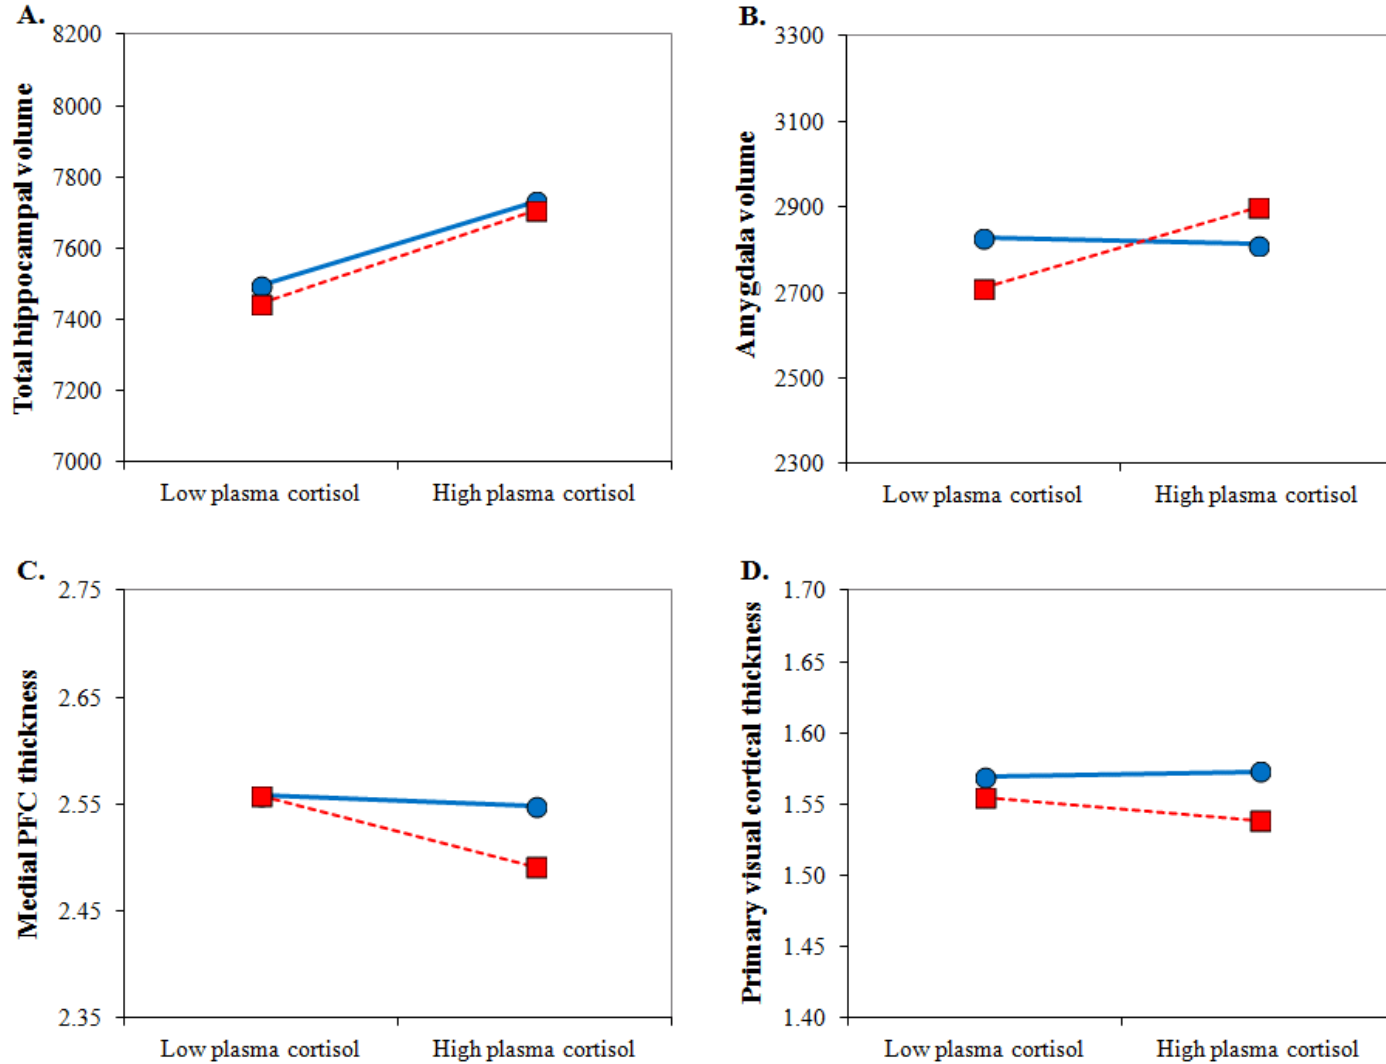 A.
Total hippocampal volume
8200
8000
7800
7600
7400
7200
7000
Low plasma cortisol
High plasma cortisol
B.
Amygdala volume
3300
3100
2900
2700
2500
2300
Low plasma cortisol
High plasma cortisol
C.
Medial PFC thickness
2.75
2.65
2.55
2.45
2.35
Low plasma cortisol
High plasma cortisol
D.
Primary visual cortical thickness
1.70
1.65
1.60
1.55
1.50
1.45
1.40
Low plasma cortisol
High plasma cortisol